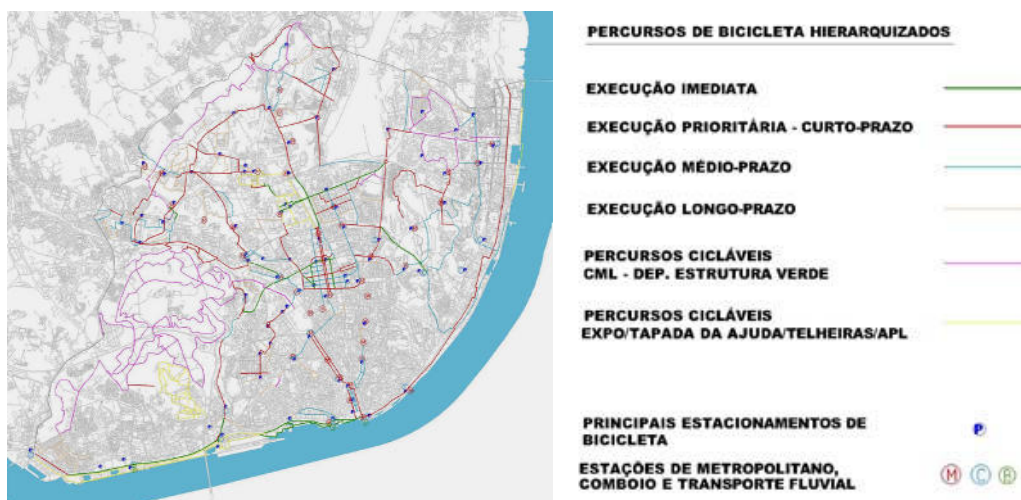 PERCURSOS DE BICICLETA HIERARQUIZADOS
EXECUÇÃO IMEDIATA
EXECUÇÃO PRIORITÁRIA - CURTO-PRAZO
EXECUÇÃO MÉDIO-PRAZO
EXECUÇÃO LONGO-PRAZO
PERCURSOS CICLÁVEIS
CML - DEP. ESTRUTURA VERDE
PERCURSOS CICLÁVEIS
EXPO/TAPADA DA AJUDA/TELHEIRAS/APL
PRINCIPAIS ESTACIONAMENTOS DE
BICICLETA
P
ESTAÇÕES DE METROPOLITANO,
COMBOIO E TRANSPORTE FLUVIAL
M C B